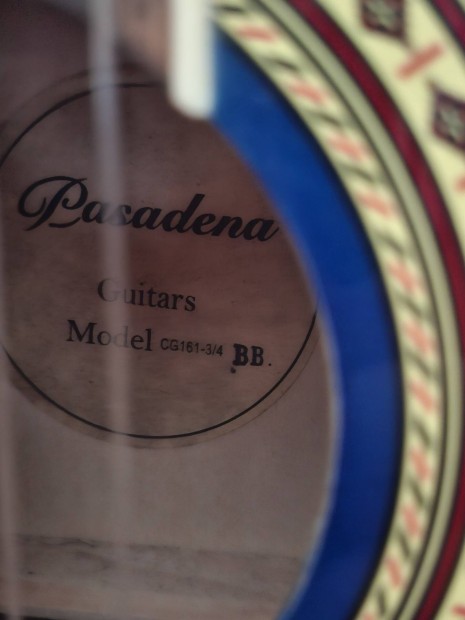 Pasadena
Guitars
Model CG161-3/4 BB.